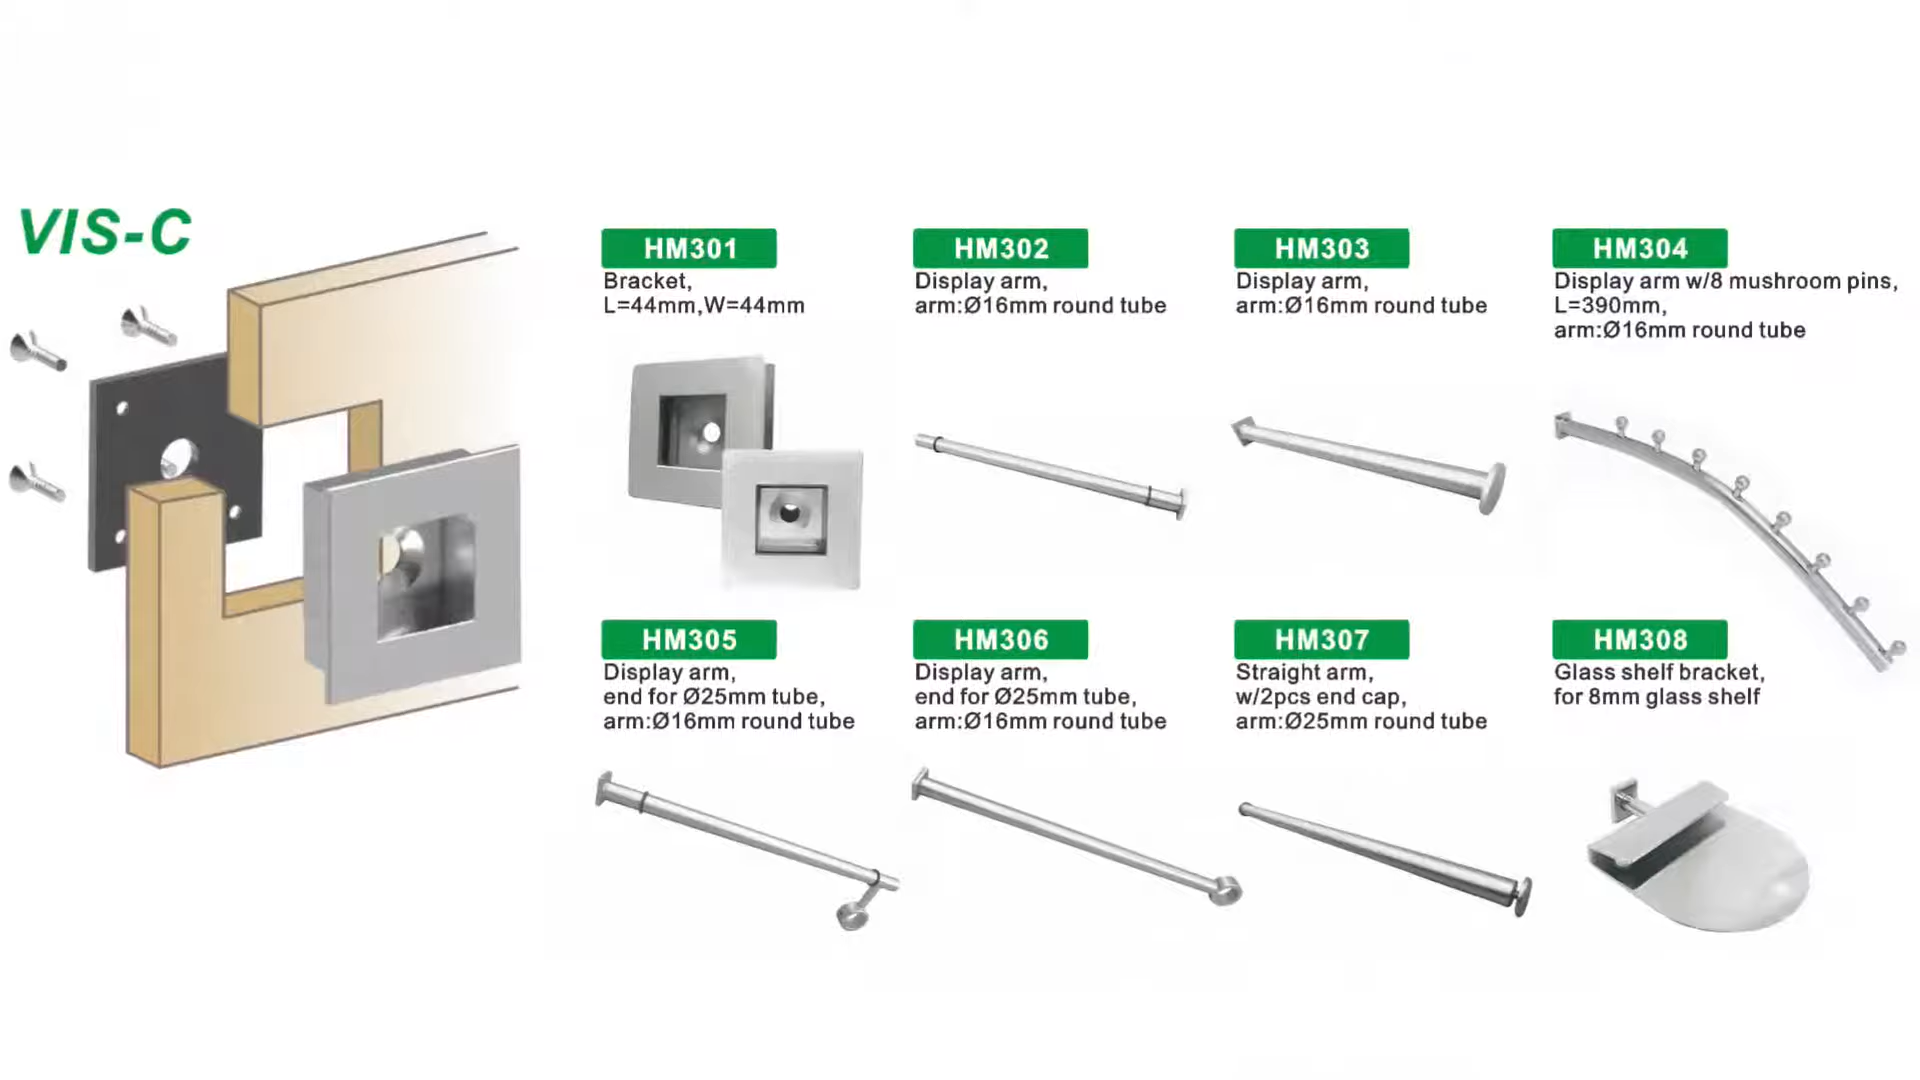 VIS-C
HM301
Bracket,
L=44mm,W=44mm
HM302
Display arm,
arm:Ø16mm round tube
HM303
Display arm,
arm:Ø16mm round tube
HM304
Display arm w/8 mushroom pins,
L=390mm,
arm:Ø16mm round tube
HM305
Display arm,
end for Ø25mm tube,
arm:Ø16mm round tube
HM306
Display arm,
end for Ø25mm tube,
arm:Ø16mm round tube
HM307
Straight arm,
w/2pcs end cap,
arm:Ø25mm round tube
HM308
Glass shelf bracket,
for 8mm glass shelf